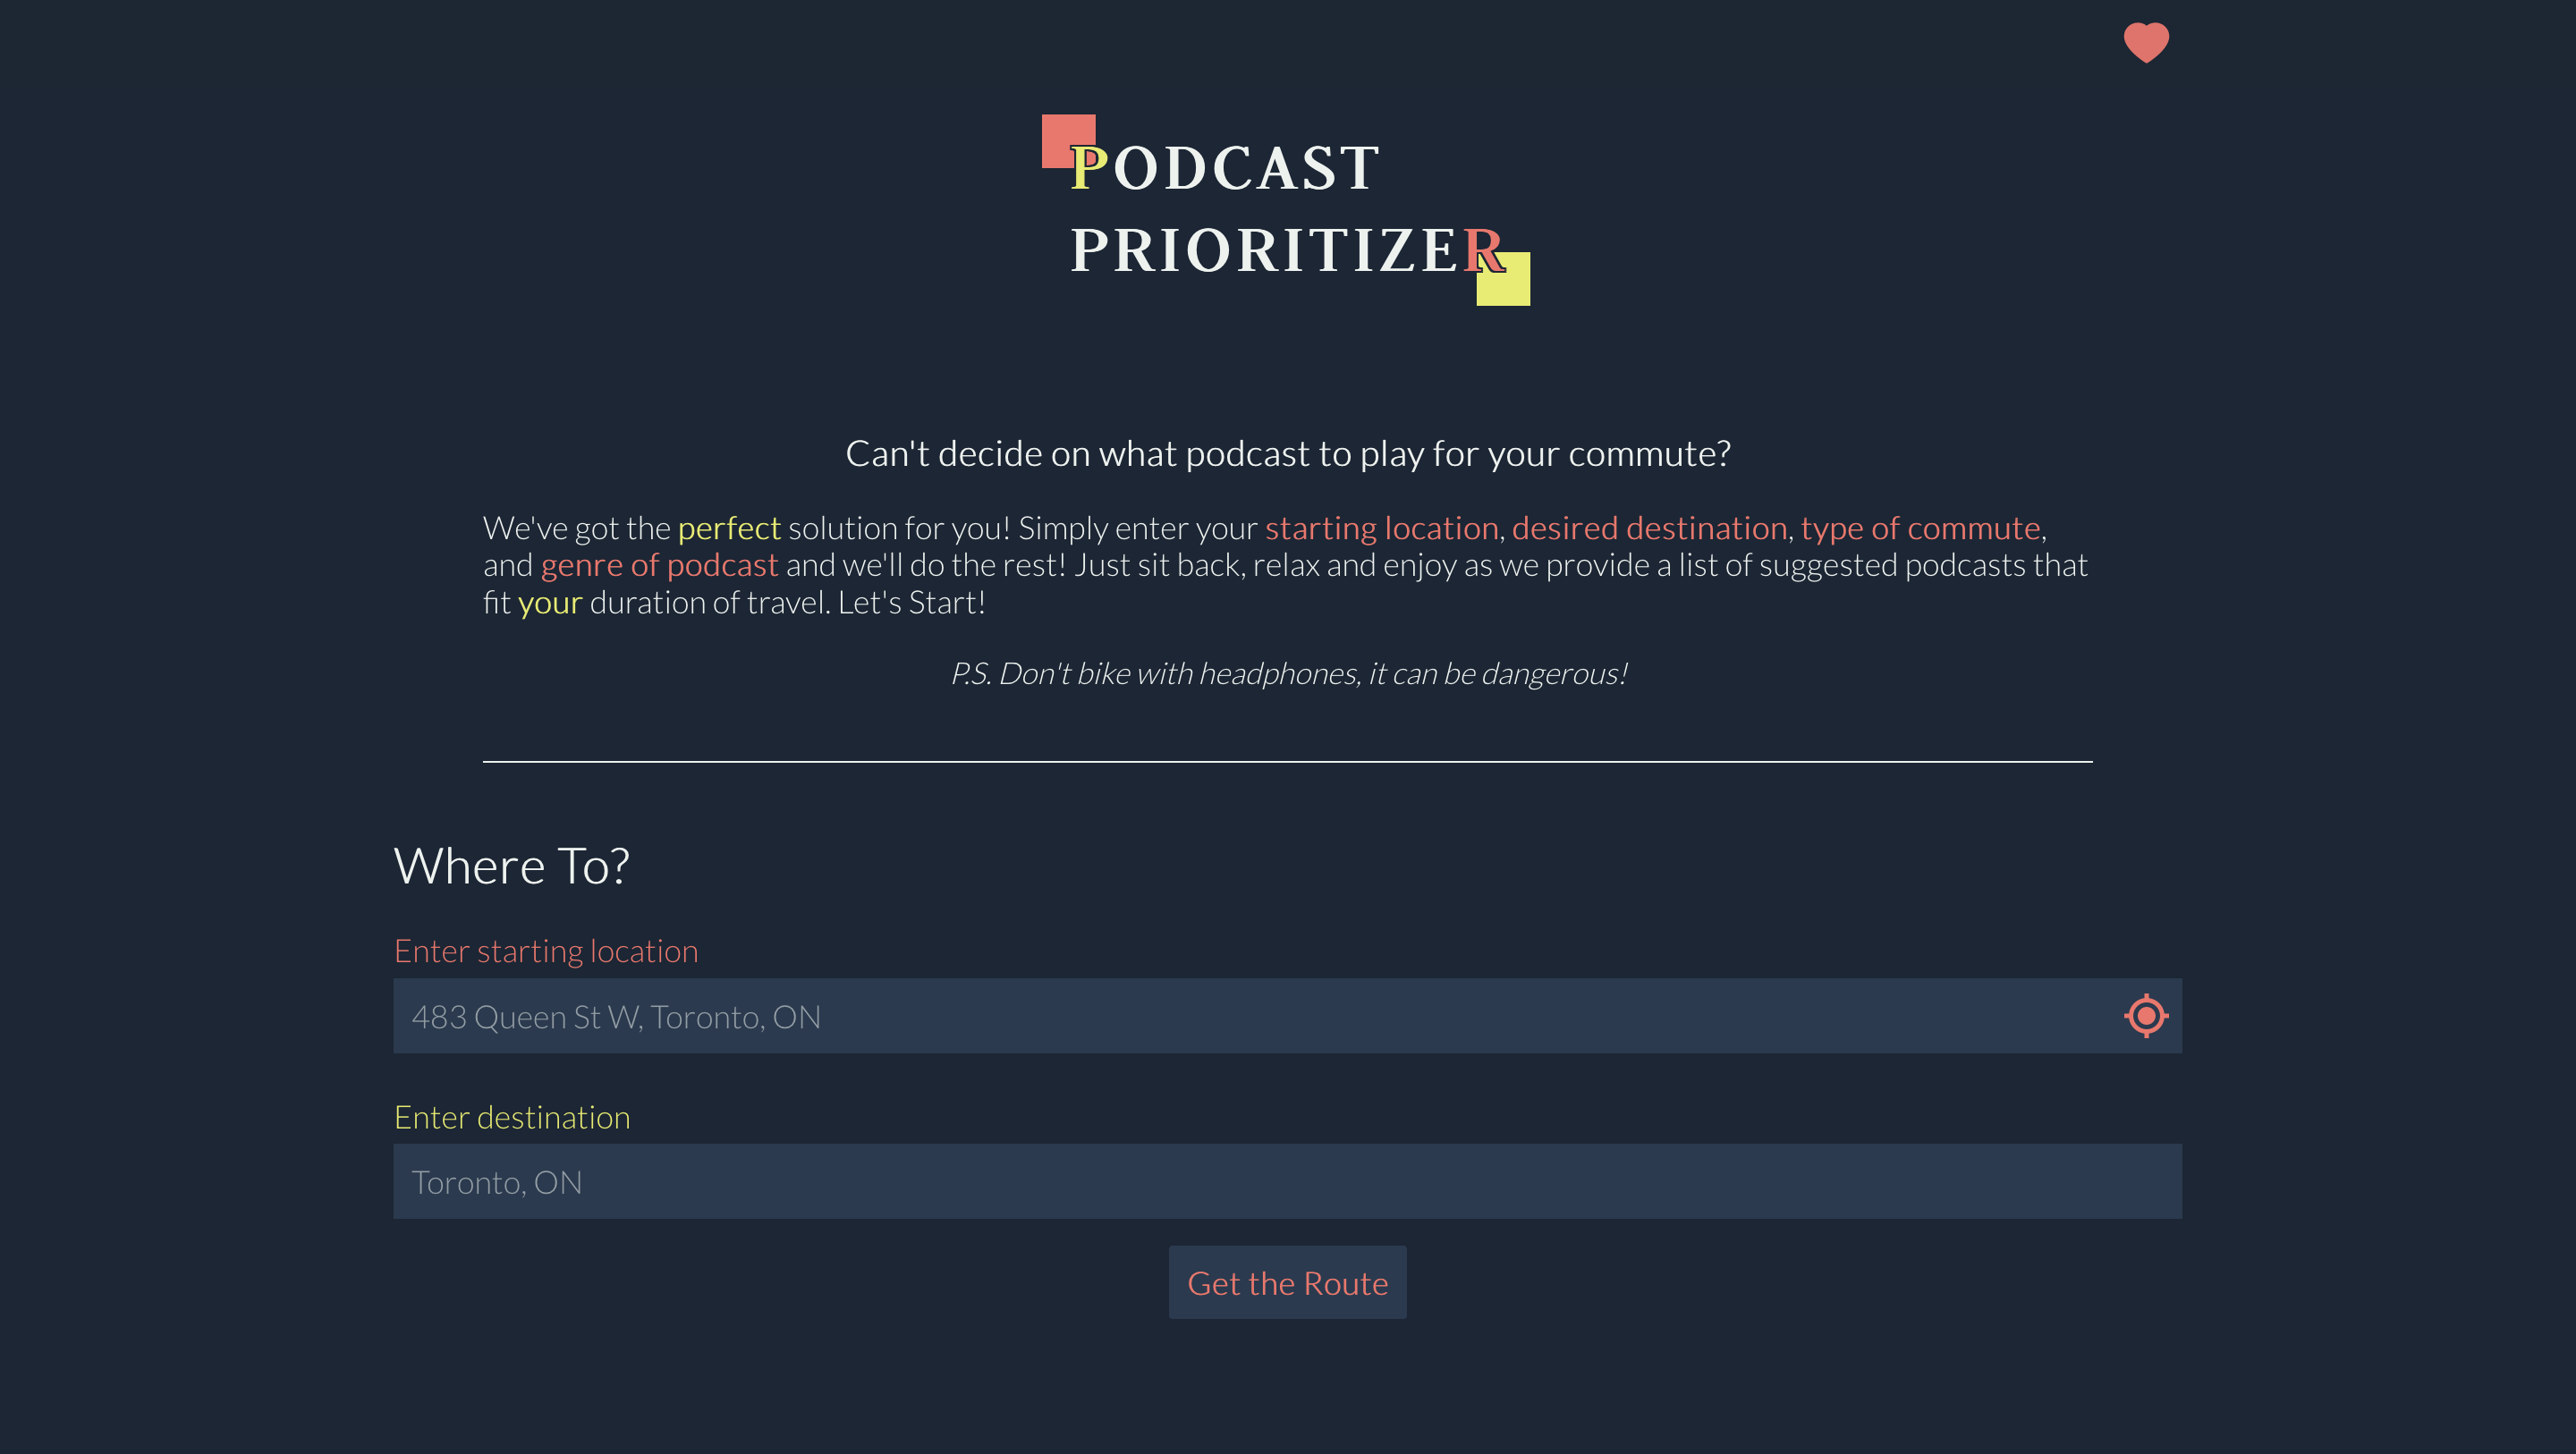 PODCAST
PRIORITIZER
Can't decide on what podcast to play for your commute?
We've got the perfect solution for you! Simply enter your starting location, desired destination, type of commute,
and genre of podcast and we'll do the rest! Just sit back, relax and enjoy as we provide a list of suggested podcasts that
fit your duration of travel. Let's Start!
P.S. Don't bike with headphones, it can be dangerous!
Where To?
Enter starting location
483 Queen St W, Toronto, ON
Enter destination
Toronto, ON
Get the Route